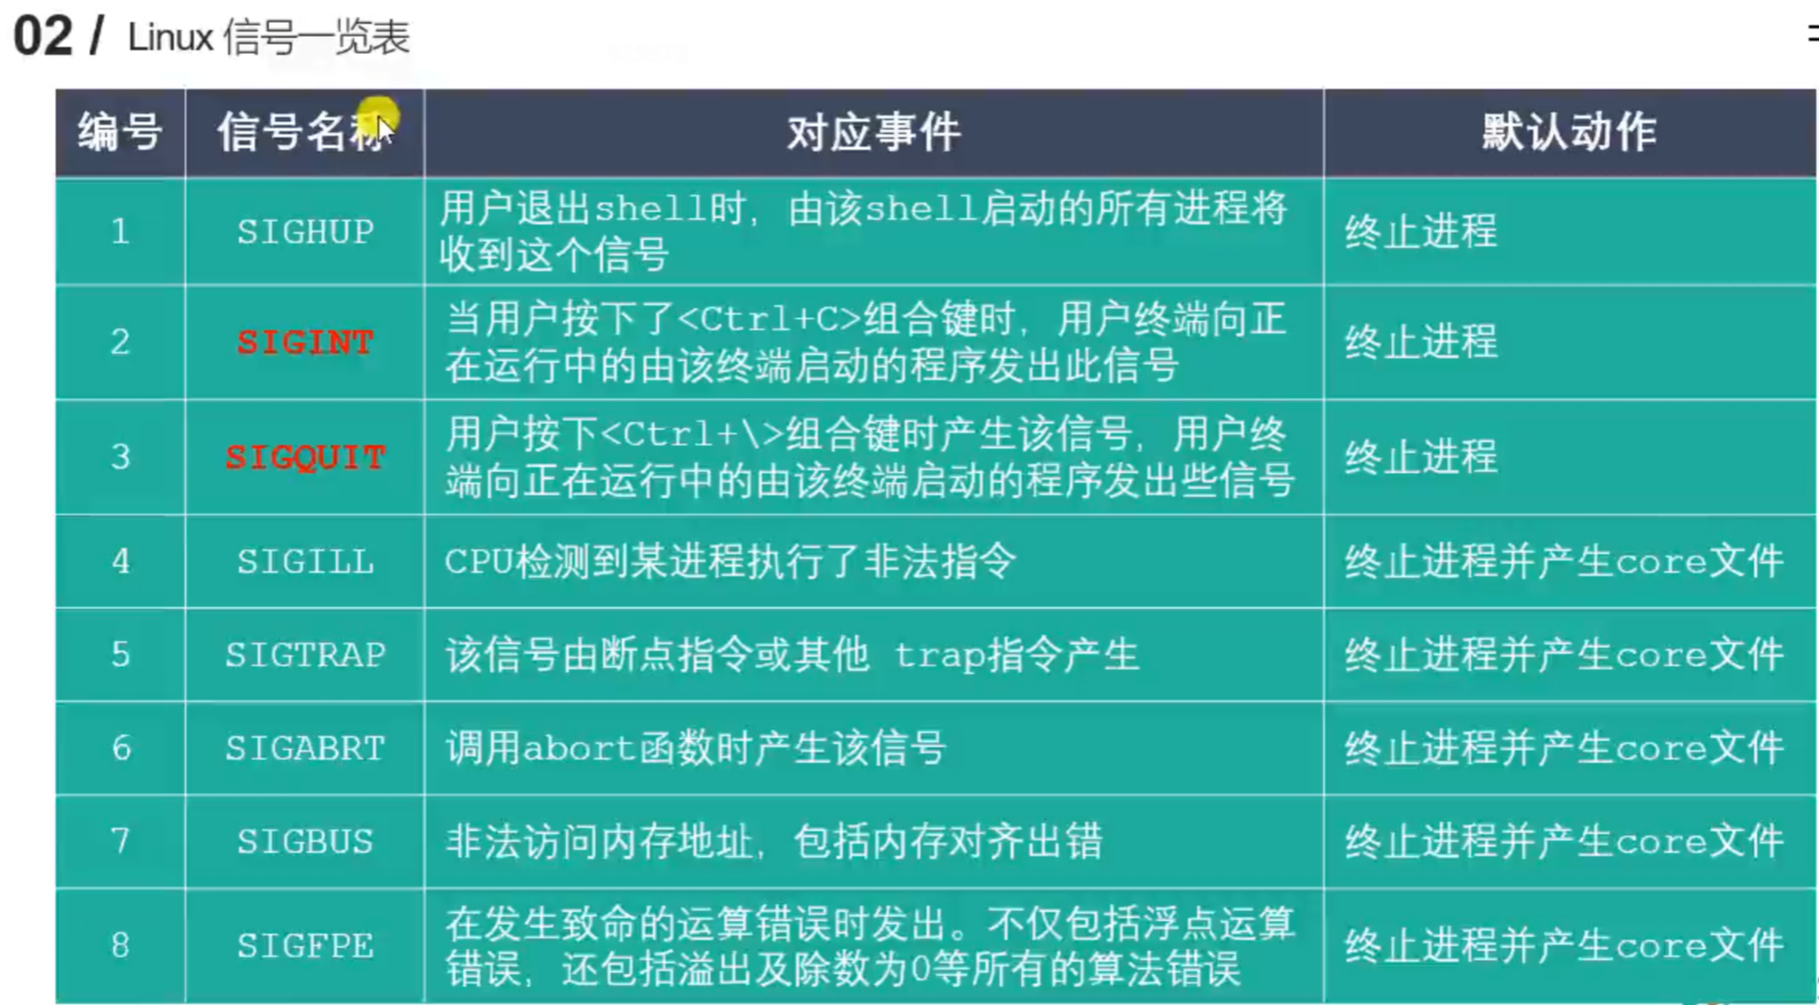 02 / Linux 信号一览表
编号 信号名称 对应事件 默认动作
1 SIGHUP 用户退出shell时，由该shell启动的所有进程将 终止进程
收到这个信号
2 SIGINT 当用户按下了<Ctrl+C>组合键时，用户终端向正 终止进程
在运行中的由该终端启动的程序发出此信号
3 SIGQUIT 用户按下<Ctrl+\>组合键时产生该信号，用户终 终止进程
端向正在运行中的由该终端启动的程序发出些信号
4 SIGILL CPU检测到某进程执行了非法指令 终止进程并产生core文件
5 SIGTRAP 该信号由断点指令或其他 trap指令产生 终止进程并产生core文件
6 SIGABRT 调用abort函数时产生该信号 终止进程并产生core文件
7 SIGBUS 非法访问内存地址，包括内存对齐出错 终止进程并产生core文件
8 SIGFPE 在发生致命的运算错误时发出。不仅包括浮点运算 终止进程并产生core文件
错误，还包括溢出及除数为0等所有的算法错误